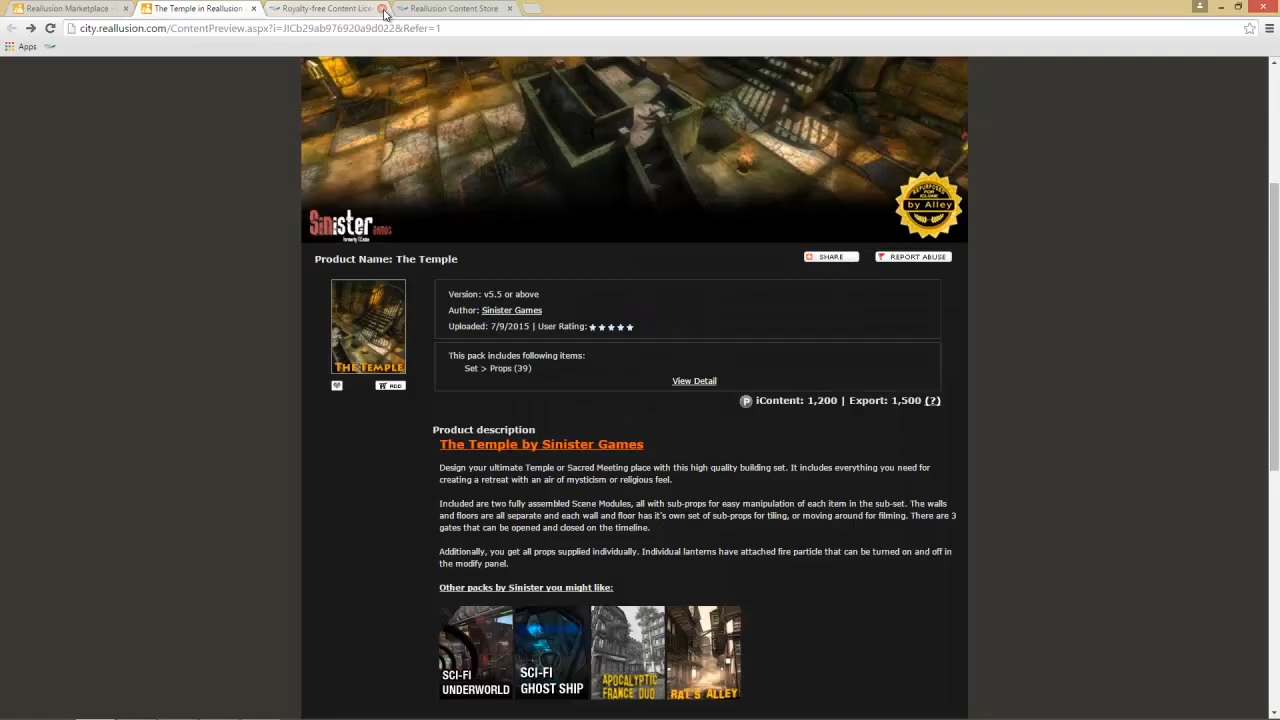 Reallusion Marketplace -
The Temple in Reallusion
Royalty-free Content Lice
Reallusion Content Store
city.reallusion.com/ContentPreview.aspx?i=JICb29ab976920a9d022&Refer=1
Apps
REPURPOSED FOR ICLONE
by Alley
Sinister GAMES
Product Name: The Temple
SHARE
REPORT ABUSE
Version: v5.5 or above
Author: Sinister Games
Uploaded: 7/9/2015 | User Rating:
This pack includes following items:
Set > Props (39)
THE TEMPLE
View Detail
ADD
P iContent: 1,200 | Export: 1,500 (?)
Product description
The Temple by Sinister Games
Design your ultimate Temple or Sacred Meeting place with this high quality building set. It includes everything you need for
creating a retreat with an air of mysticism or religious feel.
Included are two fully assembled Scene Modules, all with sub-props for easy manipulation of each item in the sub-set. The walls
and floors are all separate and each wall and floor has it's own set of sub-props for tiling, or moving around for filming. There are 3
gates that can be opened and closed on the timeline.
Additionally, you get all props supplied individually. Individual lanterns have attached fire particle that can be turned on and off in
the modify panel.
Other packs by Sinister you might like:
SCI-FI
UNDERWORLD
SCI-FI
GHOST SHIP
APOCALYPTIC
FRANCE DUO
RAT'S ALLEY